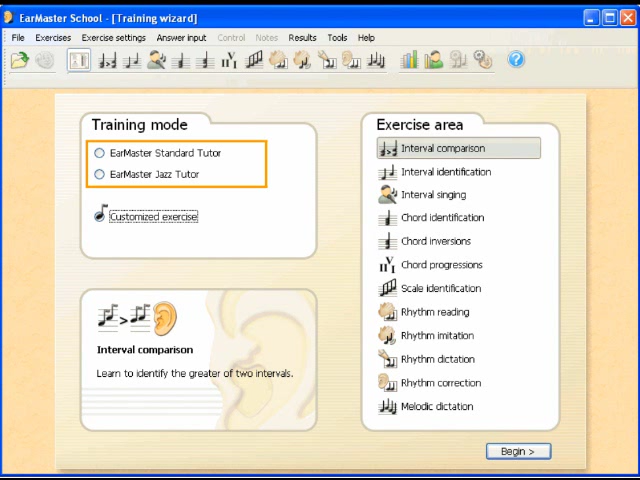 EarMaster School - [Training wizard]
File Exercises Exercise settings Answer input Control Notes Results Tools Help
Training mode
EarMaster Standard Tutor
EarMaster Jazz Tutor
Customized exercise
Interval comparison
Learn to identify the greater of two intervals.
Exercise area
Interval comparison
Interval identification
Interval singing
Chord identification
Chord inversions
Chord progressions
Scale identification
Rhythm reading
Rhythm imitation
Rhythm dictation
Rhythm correction
Melodic dictation
Begin >